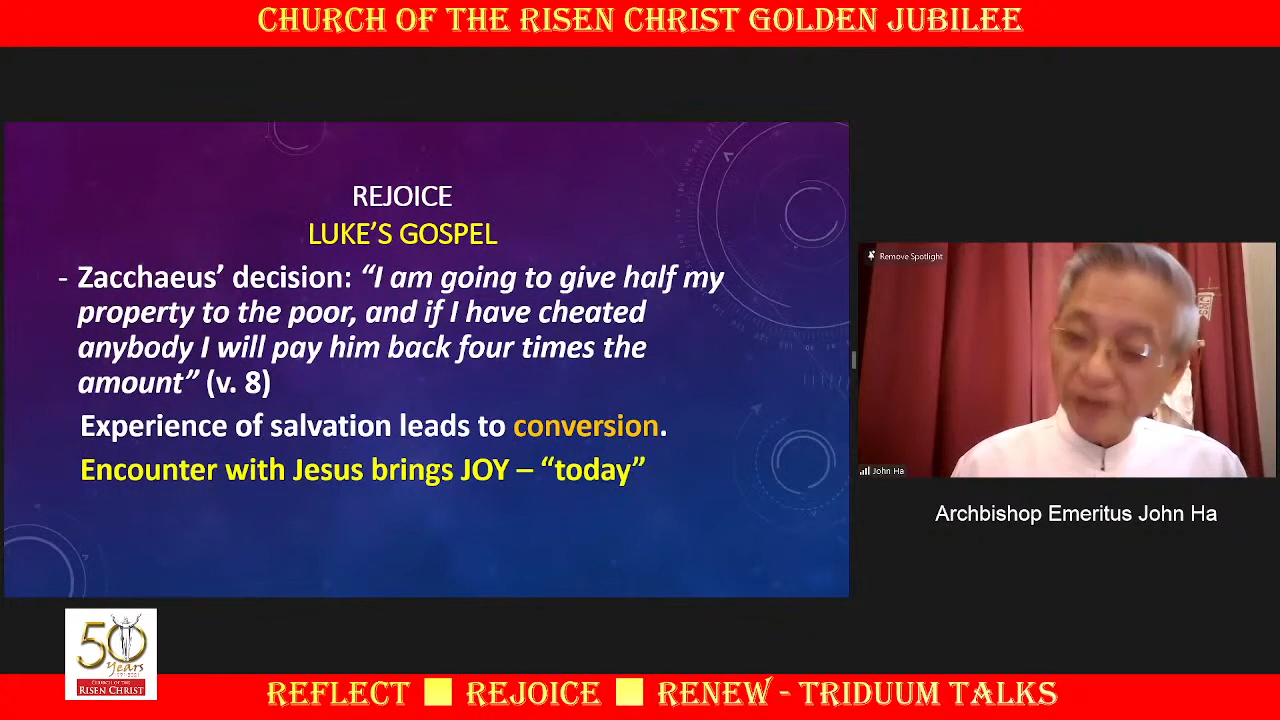 CHURCH OF THE RISEN CHRIST GOLDEN JUBILEE
REJOICE
LUKE’S GOSPEL
- Zacchaeus’ decision: “I am going to give half my
property to the poor, and if I have cheated
anybody I will pay him back four times the
amount” (v. 8)
Experience of salvation leads to conversion.
Encounter with Jesus brings JOY – “today”
Remove Spotlight
John Ha
Archbishop Emeritus John Ha
50
Years
CHURCH OF THE
RISEN CHRIST
REFLECT REJOICE RENEW - TRIDUUM TALKS